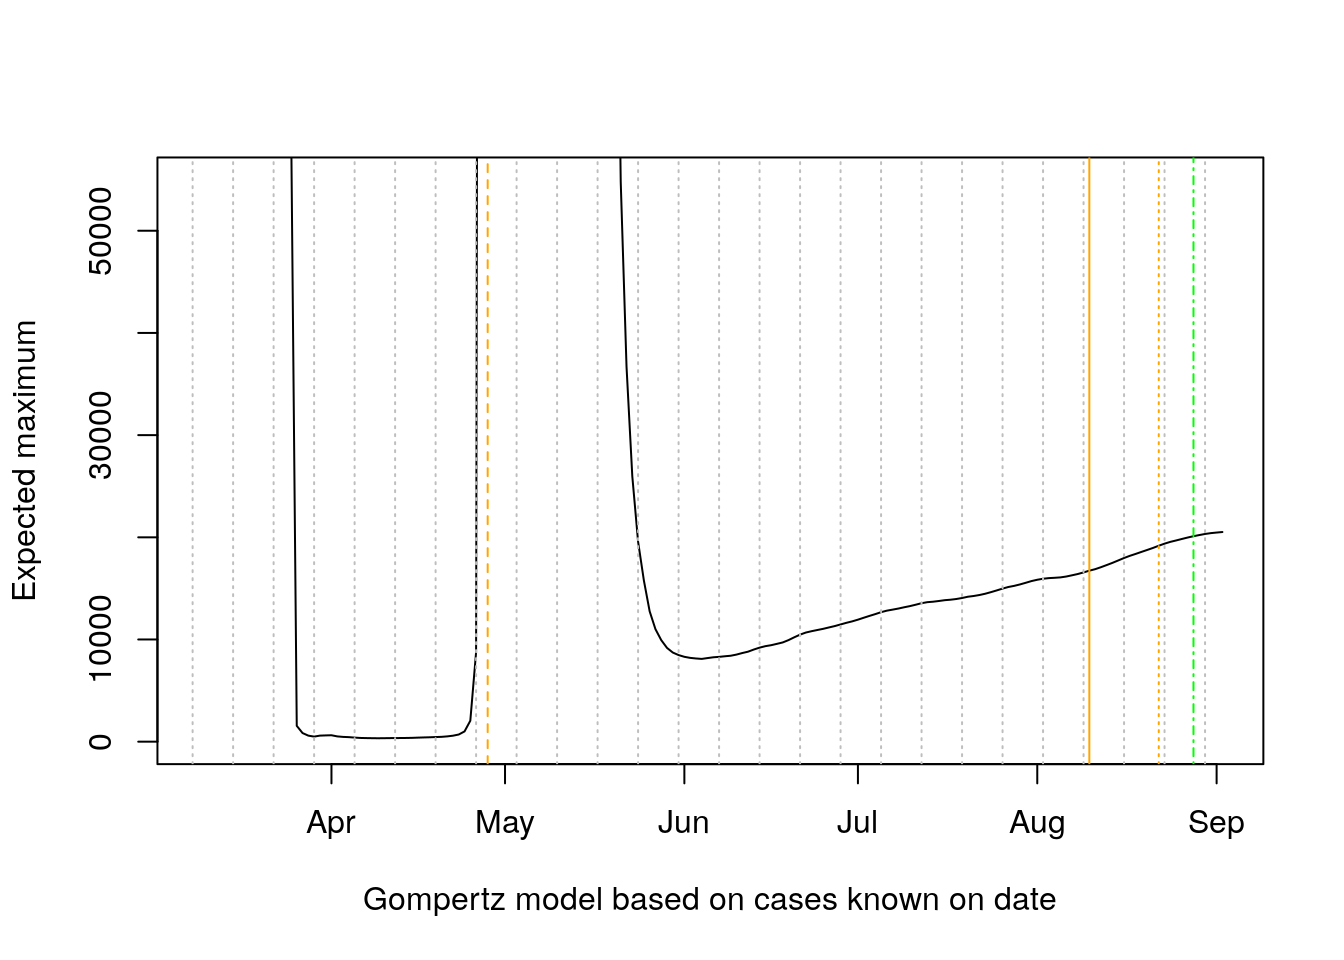 Expected maximum
50000
30000
10000
0
Apr May Jun Jul Aug Sep
Gompertz model based on cases known on date